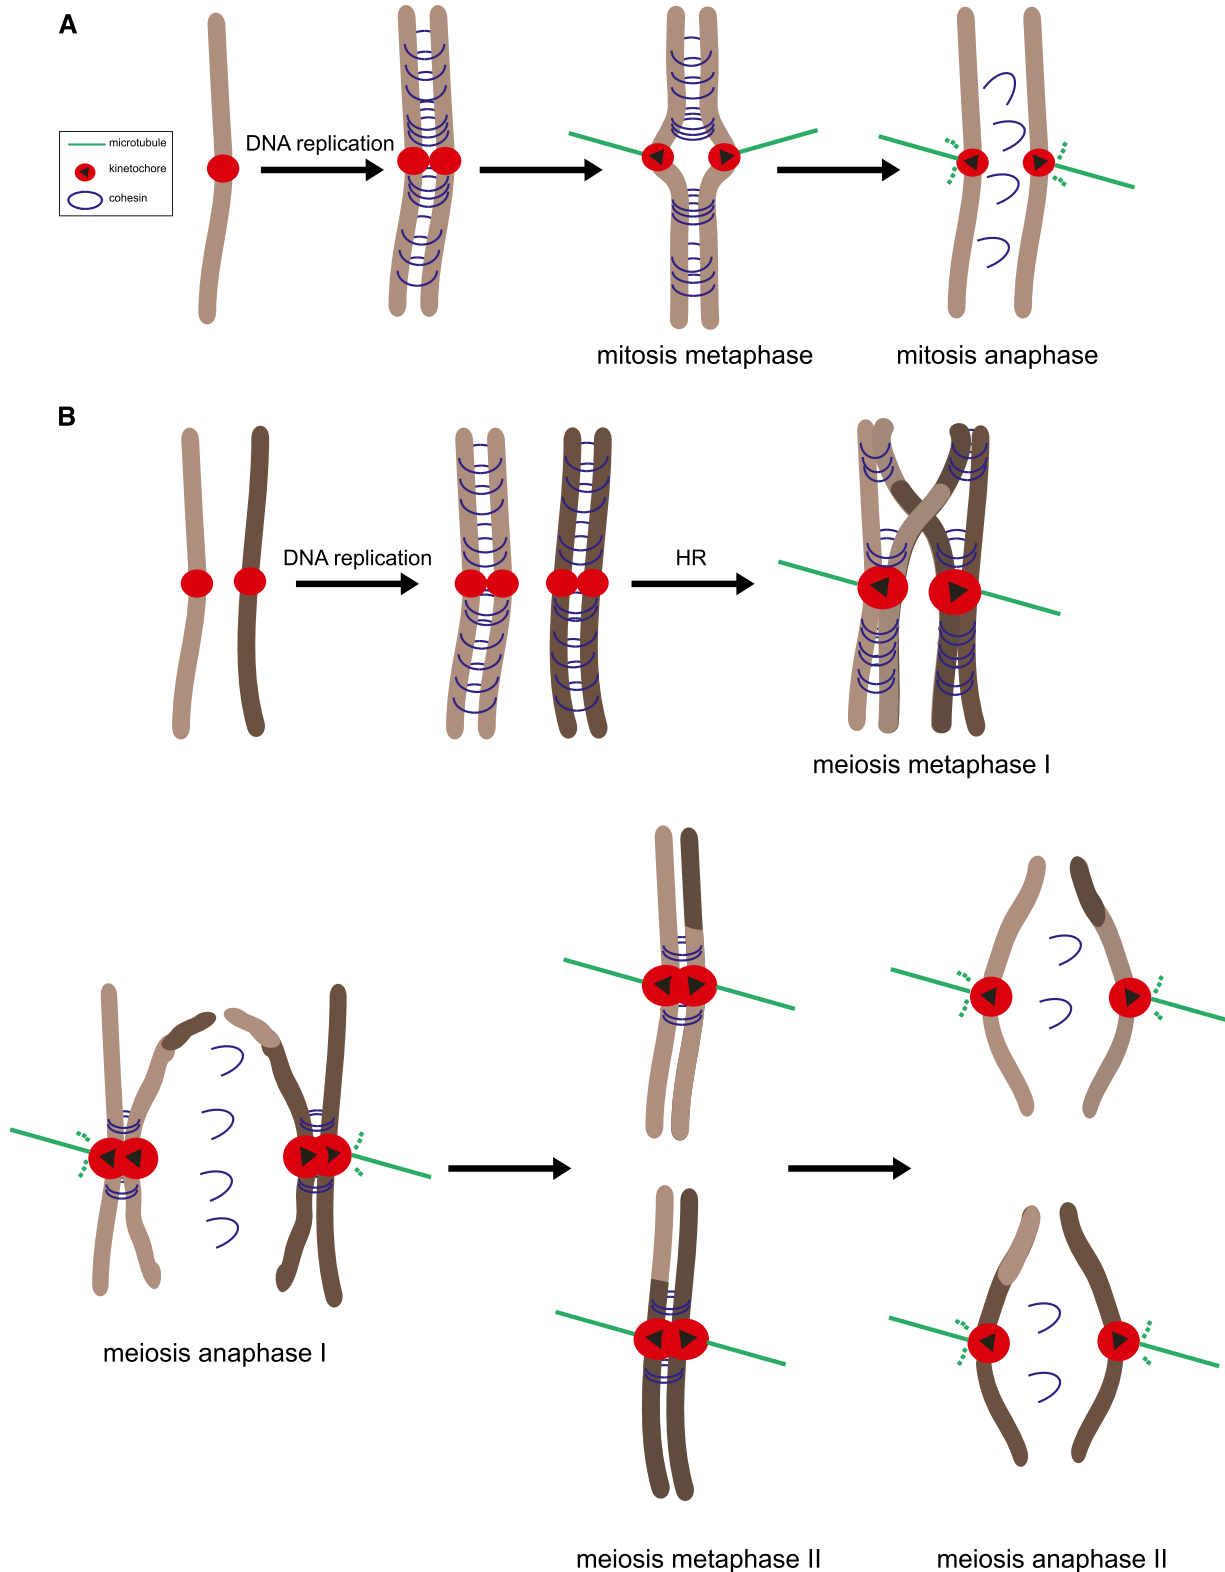 A
microtubule
kinetochore
cohesin
DNA replication
mitosis metaphase
mitosis anaphase
B
DNA replication
HR
meiosis metaphase I
meiosis anaphase I
meiosis metaphase II
meiosis anaphase II